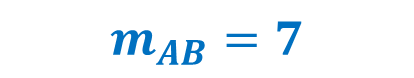 m_AB = 7